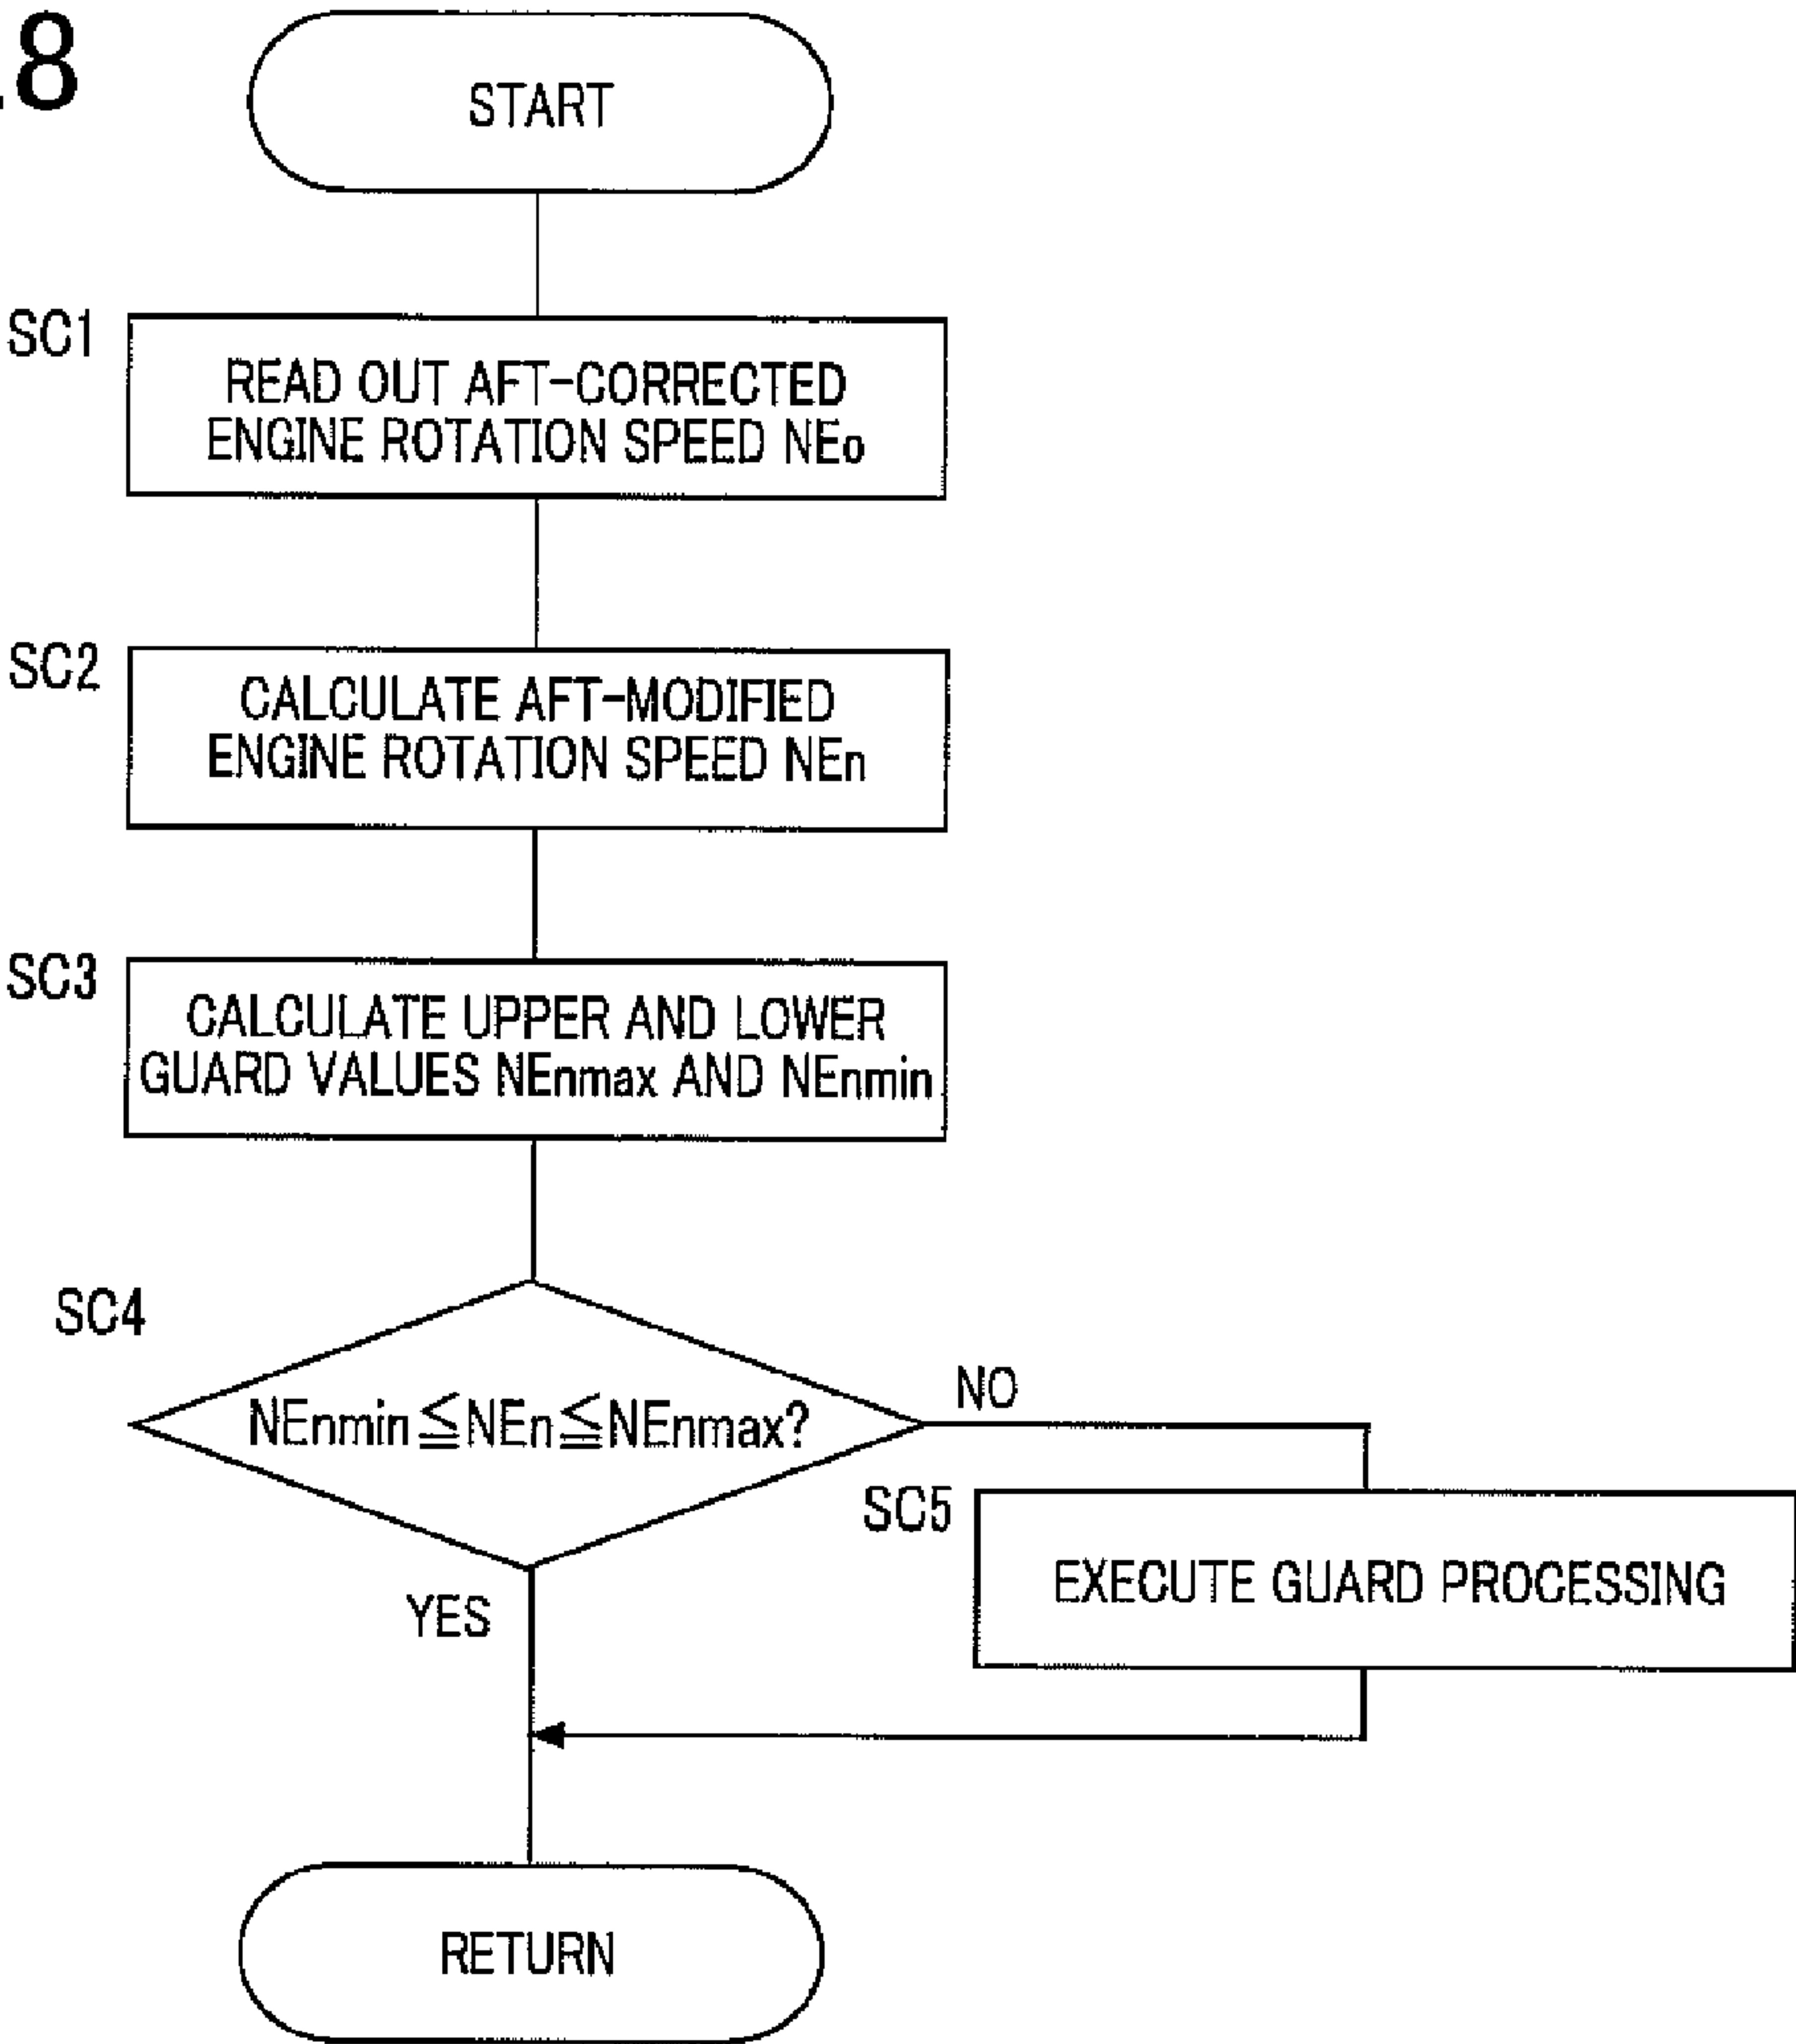 .8
START
SC1
READ OUT AFT-CORRECTED
ENGINE ROTATION SPEED NEo
SC2
CALCULATE AFT-MODIFIED
ENGINE ROTATION SPEED NEn
SC3
CALCULATE UPPER AND LOWER
GUARD VALUES NEnmax AND NEnmin
SC4
NEnmin≦NEn≦NEnmax?
NO
SC5
EXECUTE GUARD PROCESSING
YES
RETURN